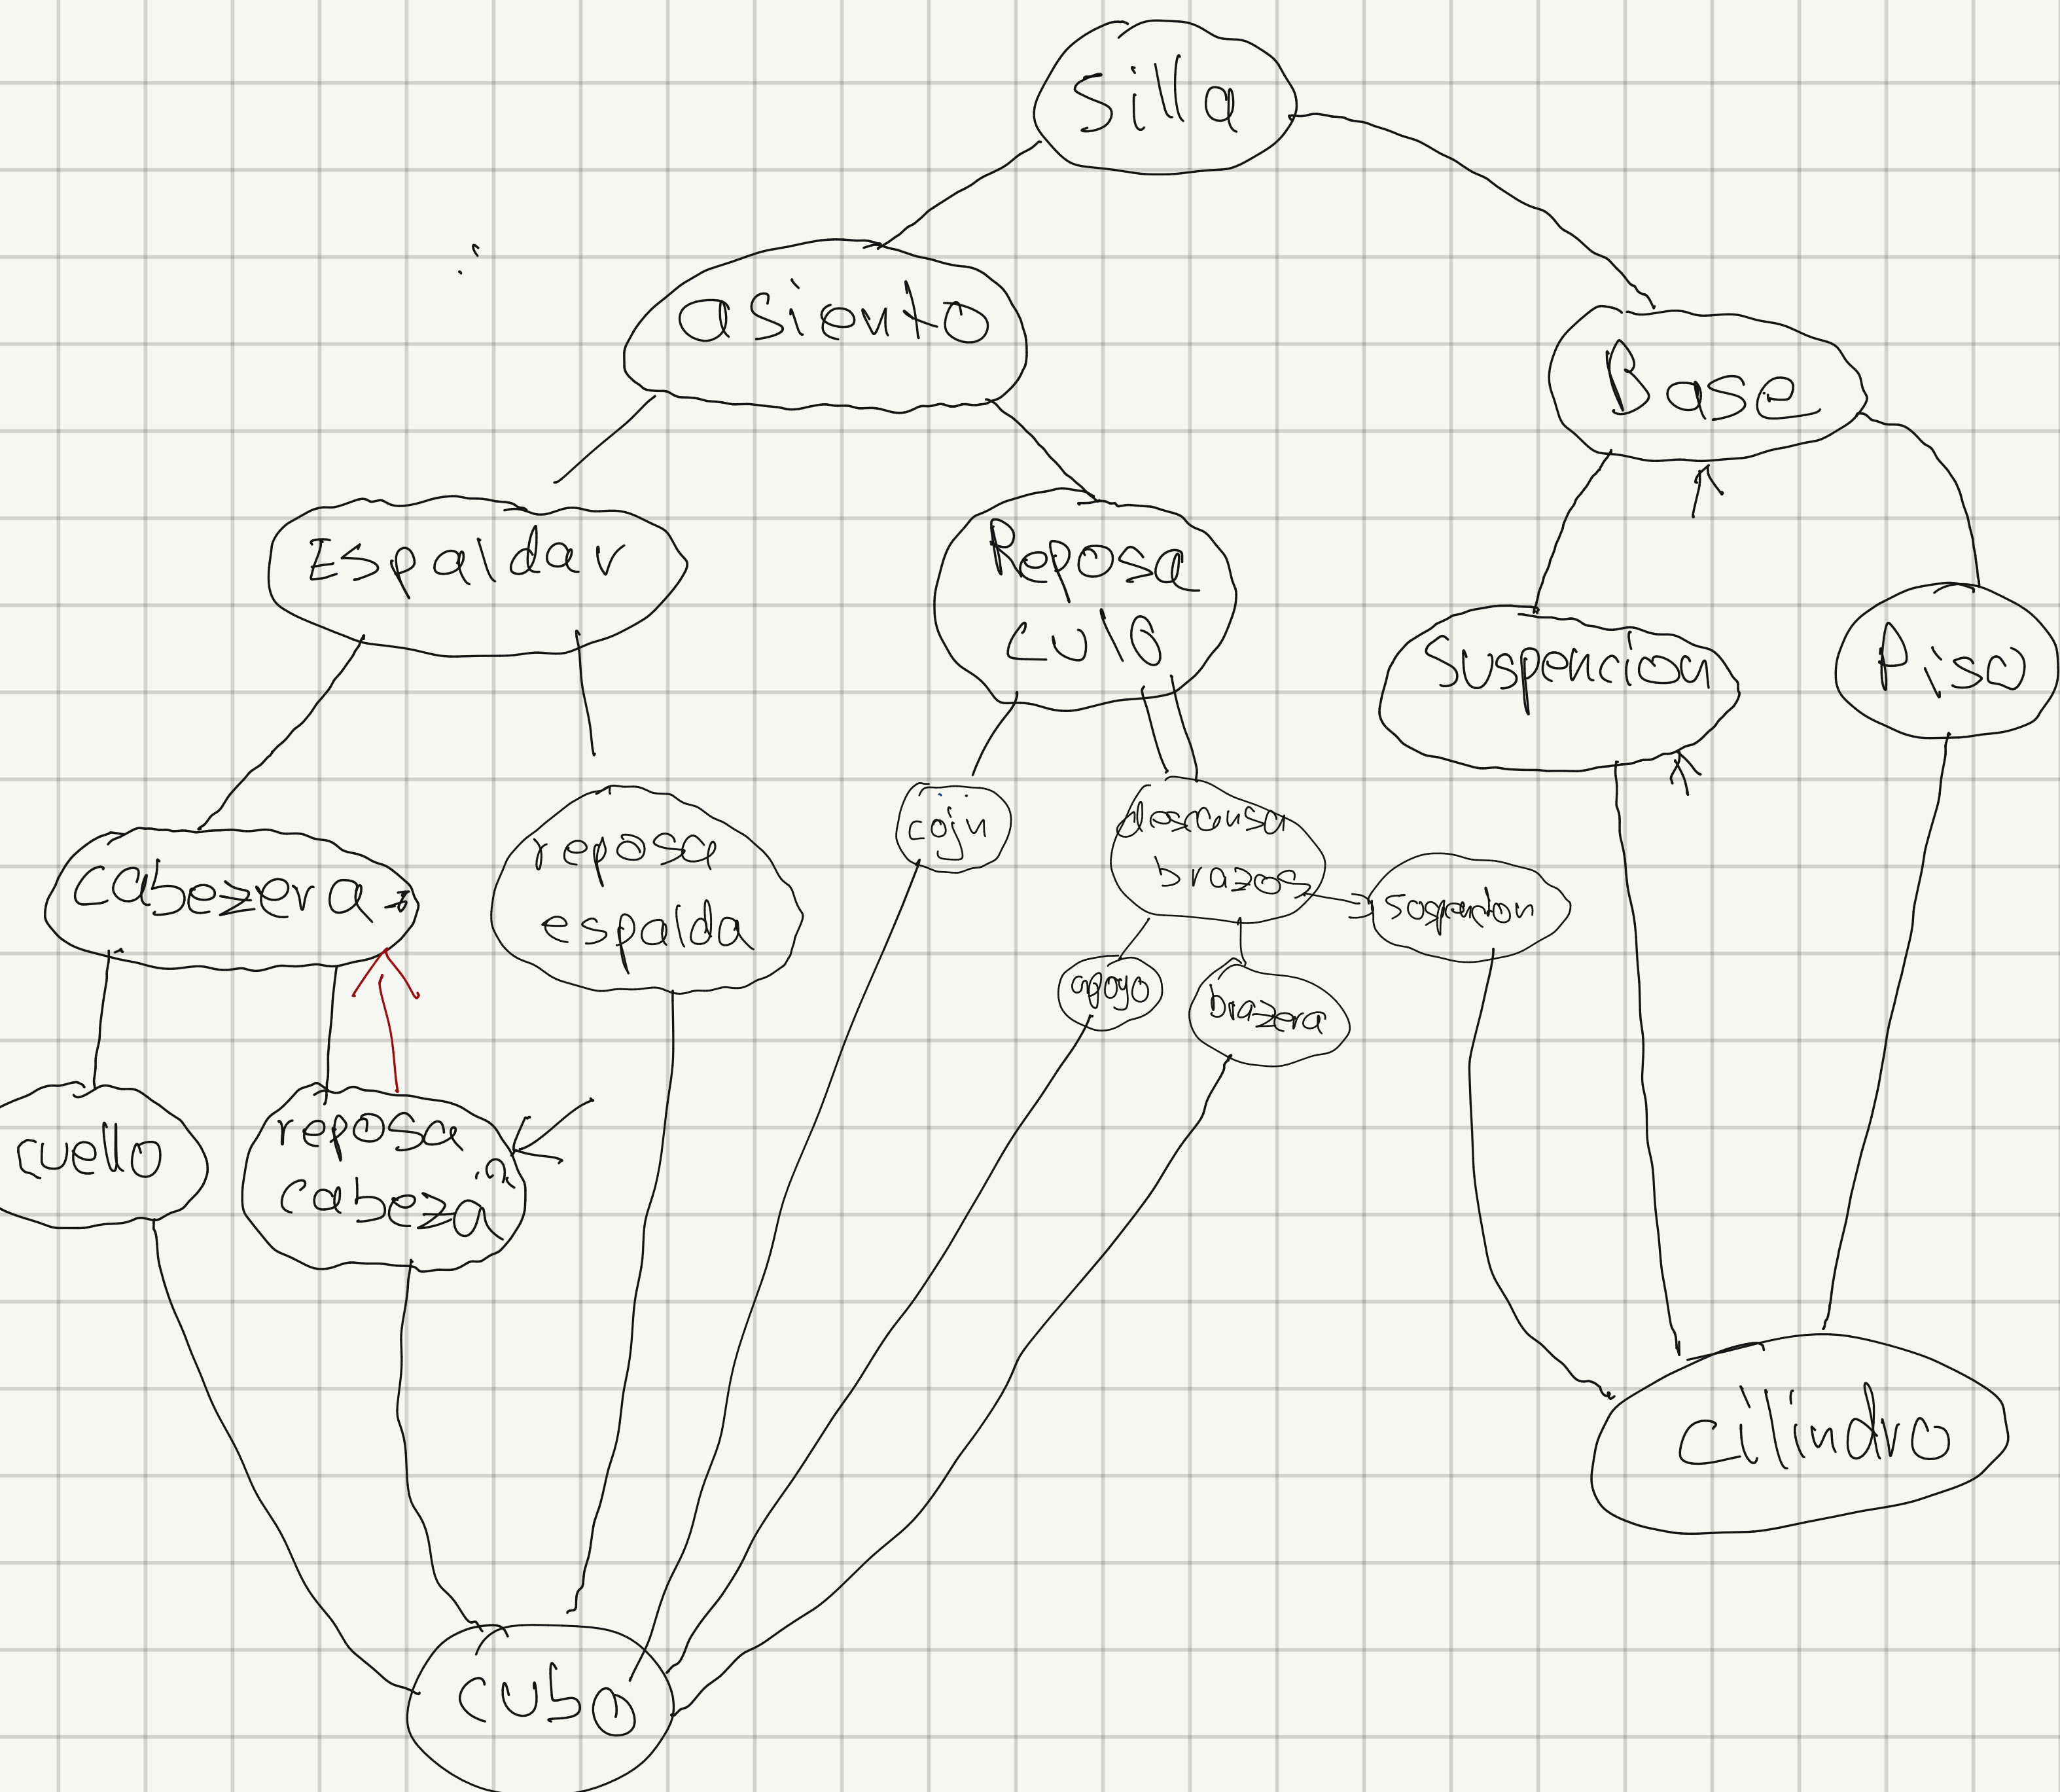 Silla
asiento
Base
Espaldar
Reposa
culo
Suspencion
Piso
cojin
descansa
brazos
cabezera
reposa
espalda
apoyo
brazera
cuello
reposa
cabeza
cilindro
cubo